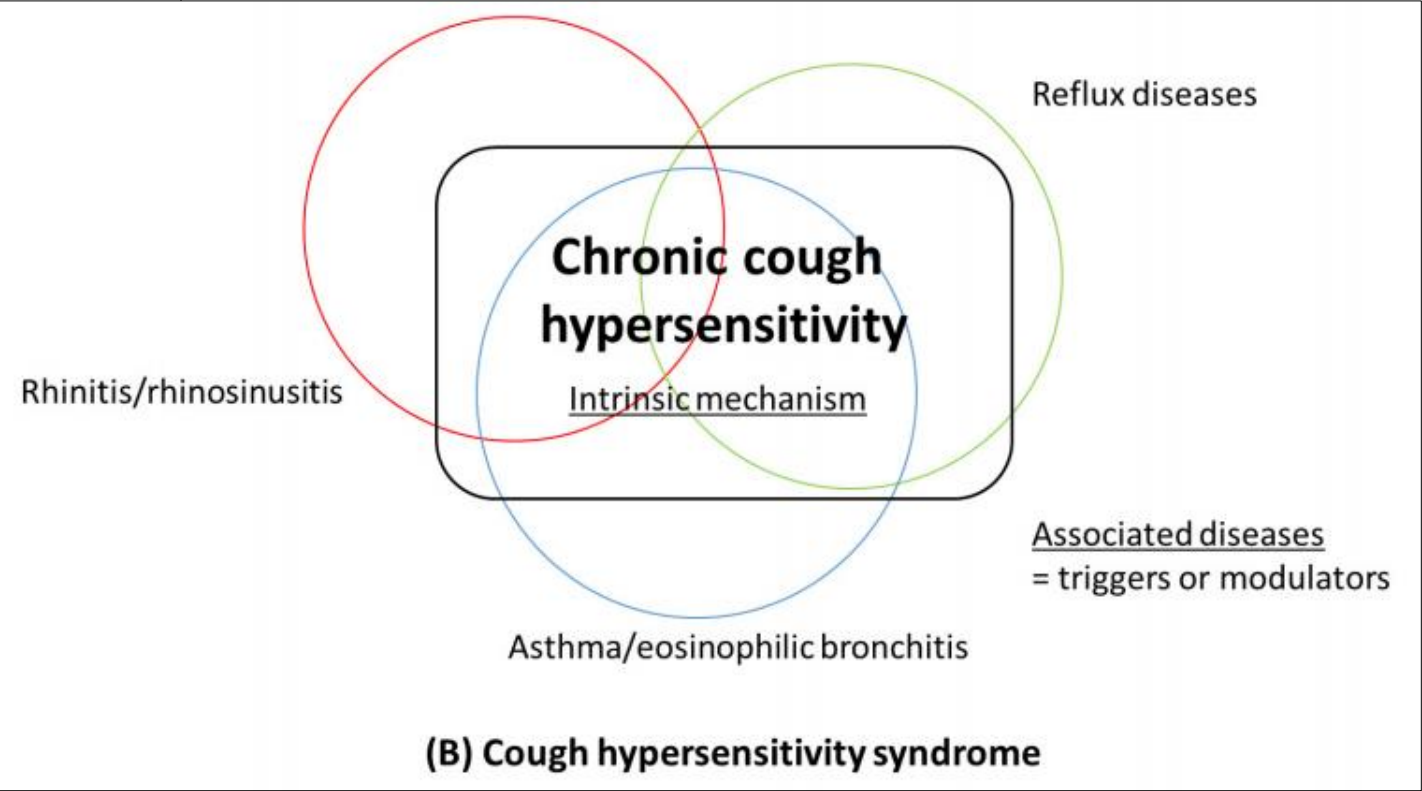 Reflux diseases
Chronic cough
hypersensitivity
Rhinitis/rhinosinusitis
Intrinsic mechanism
Associated diseases
= triggers or modulators
Asthma/eosinophilic bronchitis
(B) Cough hypersensitivity syndrome